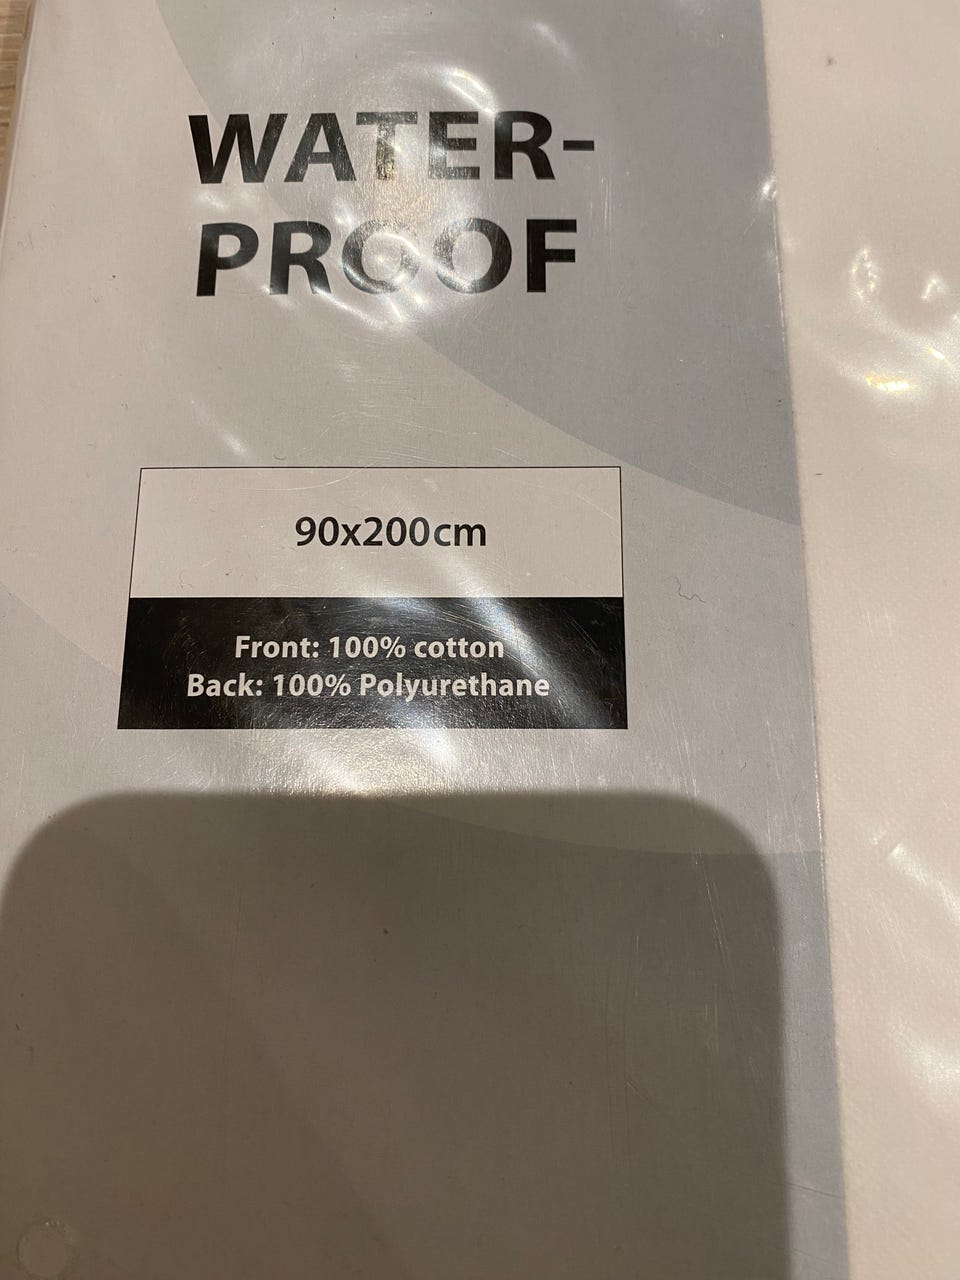 WATER-
PROOF
90x200cm
Front: 100% cotton
Back: 100% Polyurethane